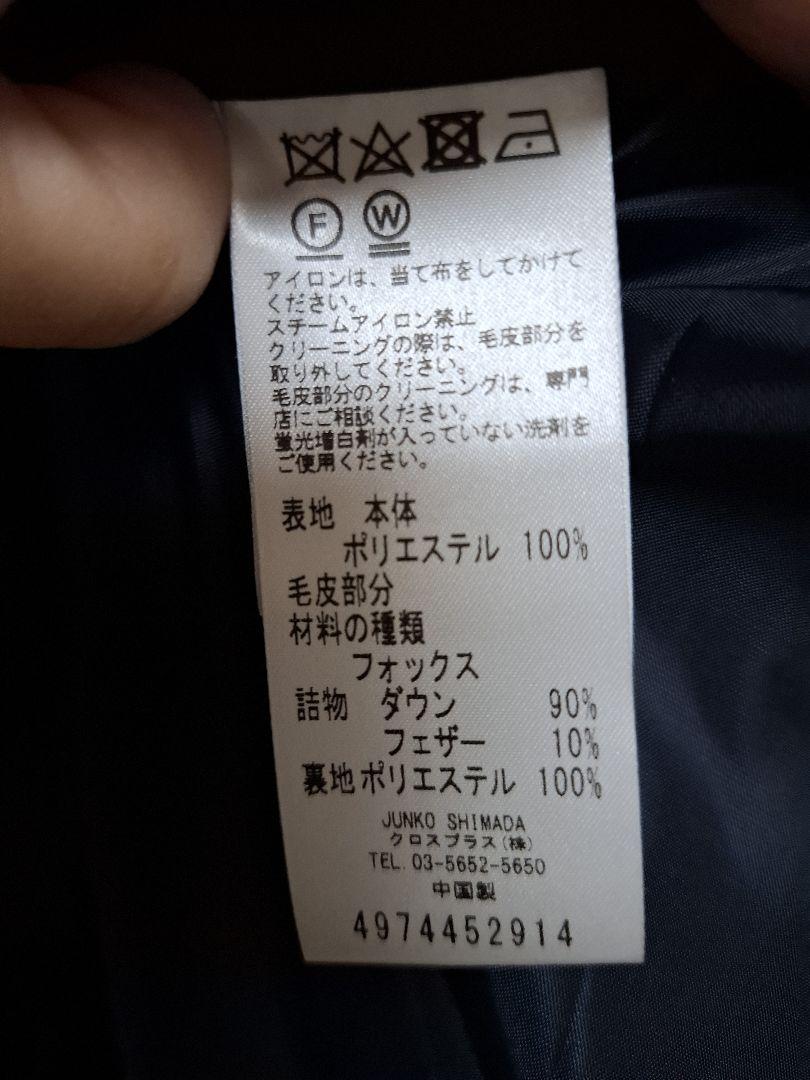 F W
アイロンは、当て布をしてかけて
ください。
スチームアイロン禁止
クリーニングの際は、毛皮部分を
取り外してください。
毛皮部分のクリーニングは、専門
店にご相談ください。
蛍光増白剤が入っていない洗剤を
ご使用ください。
表地 本体
ポリエステル 100%
毛皮部分
材料の種類
フォックス
詰物 ダウン 90%
フェザー 10%
裏地 ポリエステル 100%
JUNKO SHIMADA
クロスプラス(株)
TEL.03-5652-5650
中国製
4974452914